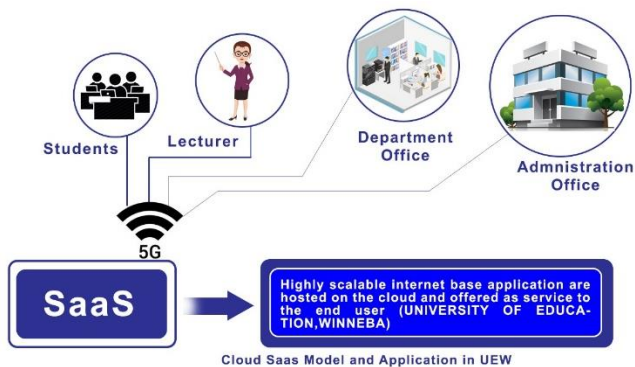 Students
Lecturer
Department
Office
Admnistration
Office
5G
SaaS
Highly scalable internet base application are
hosted on the cloud and offered as service to
the end user (UNIVERSITY OF EDUCA-
TION,WINNEBA)
Cloud Saas Model and Application in UEW